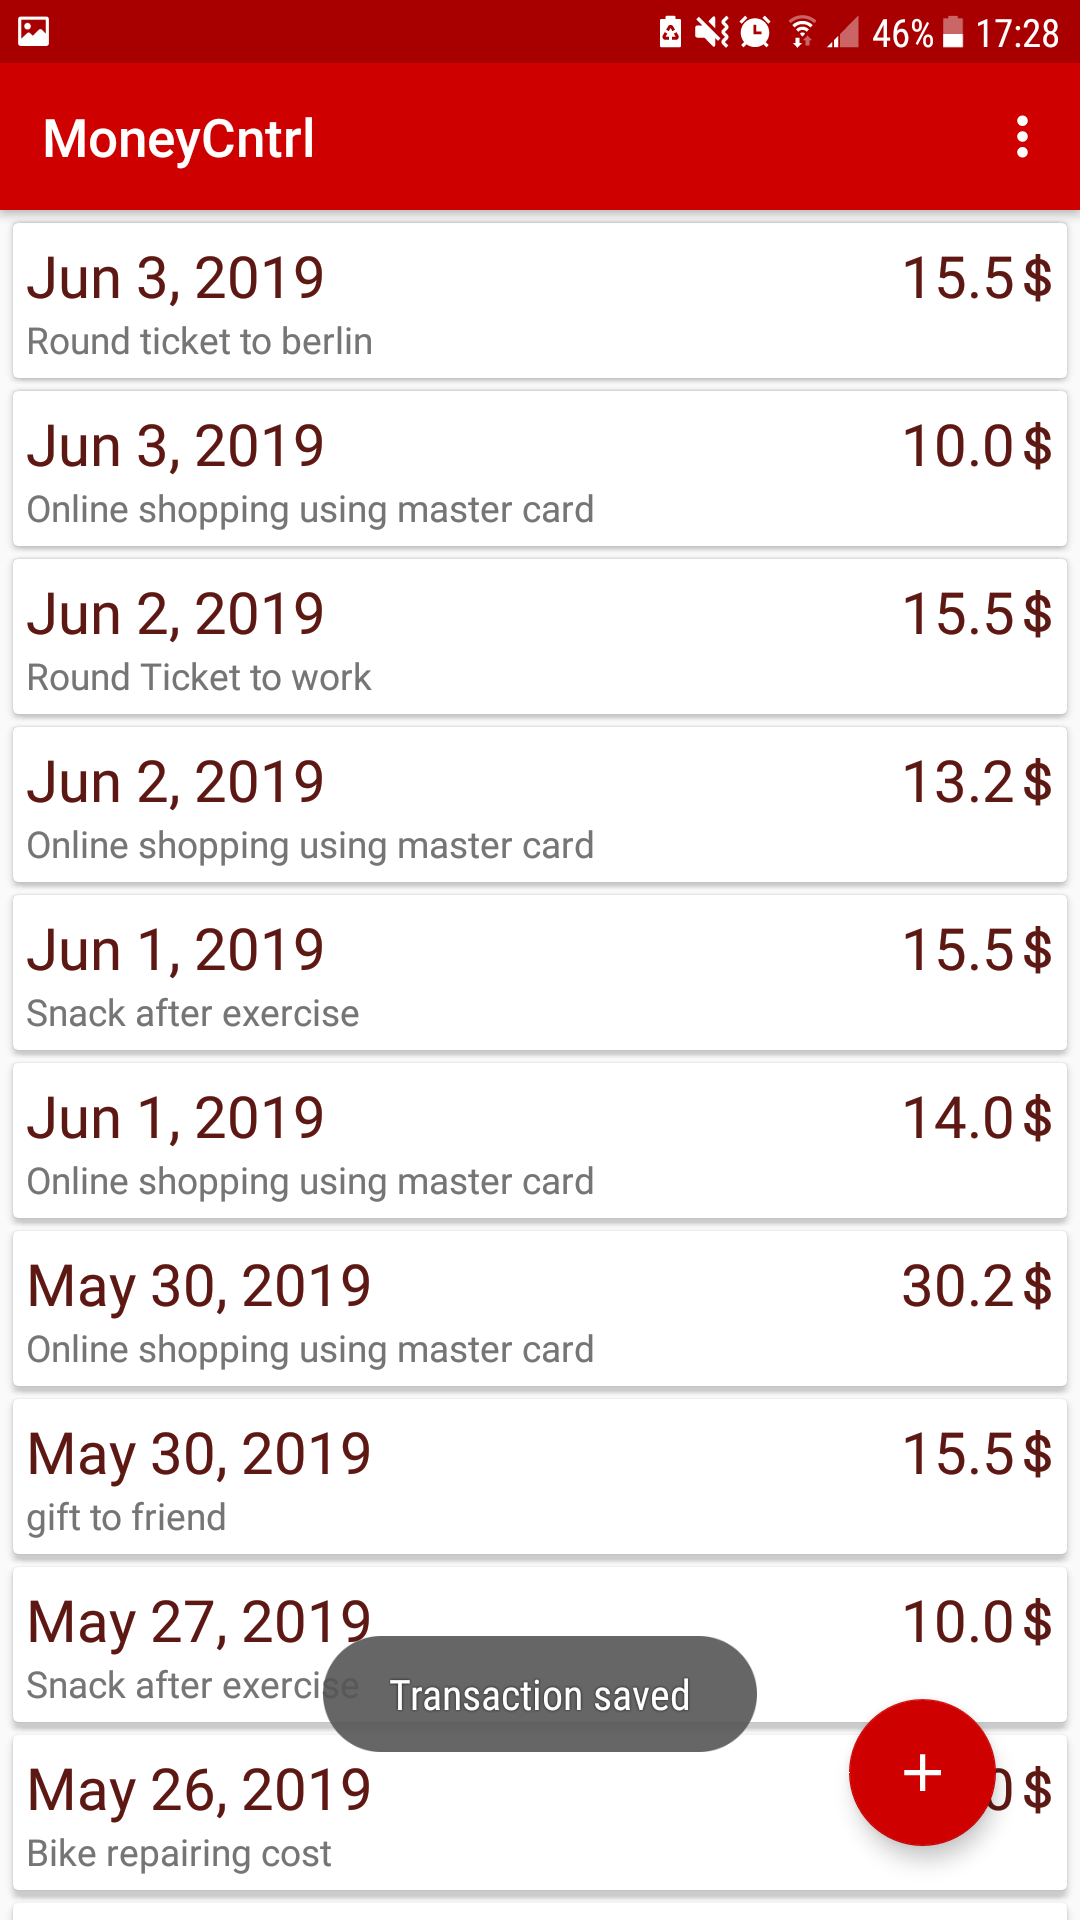 46% 17:28
MoneyCntrl
Jun 3, 2019 15.5 $
Round ticket to berlin
Jun 3, 2019 10.0 $
Online shopping using master card
Jun 2, 2019 15.5 $
Round Ticket to work
Jun 2, 2019 13.2 $
Online shopping using master card
Jun 1, 2019 15.5 $
Snack after exercise
Jun 1, 2019 14.0 $
Online shopping using master card
May 30, 2019 30.2 $
Online shopping using master card
May 30, 2019 15.5 $
gift to friend
May 27, 2019 10.0 $
Snack after exercise
Transaction saved
May 26, 2019 $
Bike repairing cost